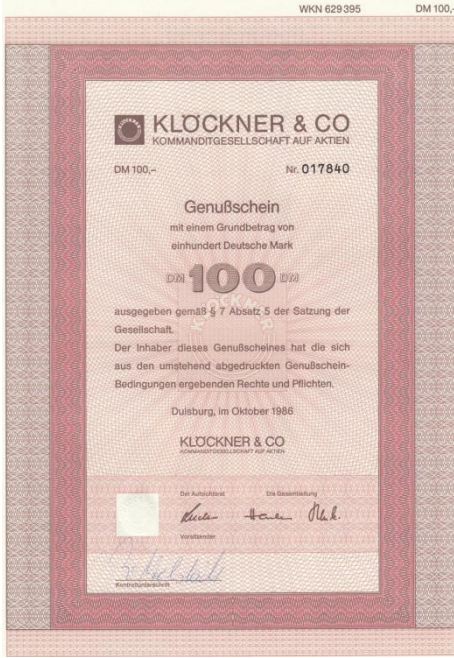 WKN 629 395 DM 100,-
KLÖCKNER & CO
KOMMANDITGESELLSCHAFT AUF AKTIEN
DM 100,– Nr. 017840
Genußschein
mit einem Grundbetrag von
einhundert Deutsche Mark
DM 100 DM
KLÖCKNER
ausgegeben gemäß § 7 Absatz 5 der Satzung der
Gesellschaft.
Der Inhaber dieses Genußscheines hat die sich
aus den umstehend abgedruckten Genußschein-
Bedingungen ergebenden Rechte und Pflichten.
Duisburg, im Oktober 1986
KLÖCKNER & CO
KOMMANDITGESELLSCHAFT AUF AKTIEN
Der Aufsichtsrat Die Gesamtleitung
Vorsitzender
Kontrollunterschrift